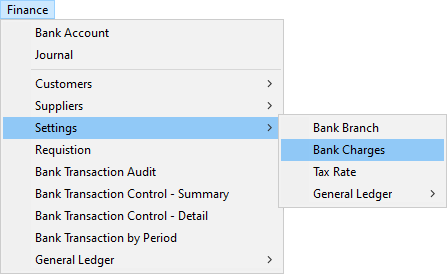 Finance
Bank Account
Journal
Customers
Suppliers
Settings
Requistion
Bank Transaction Audit
Bank Transaction Control - Summary
Bank Transaction Control - Detail
Bank Transaction by Period
General Ledger
Bank Branch
Bank Charges
Tax Rate
General Ledger